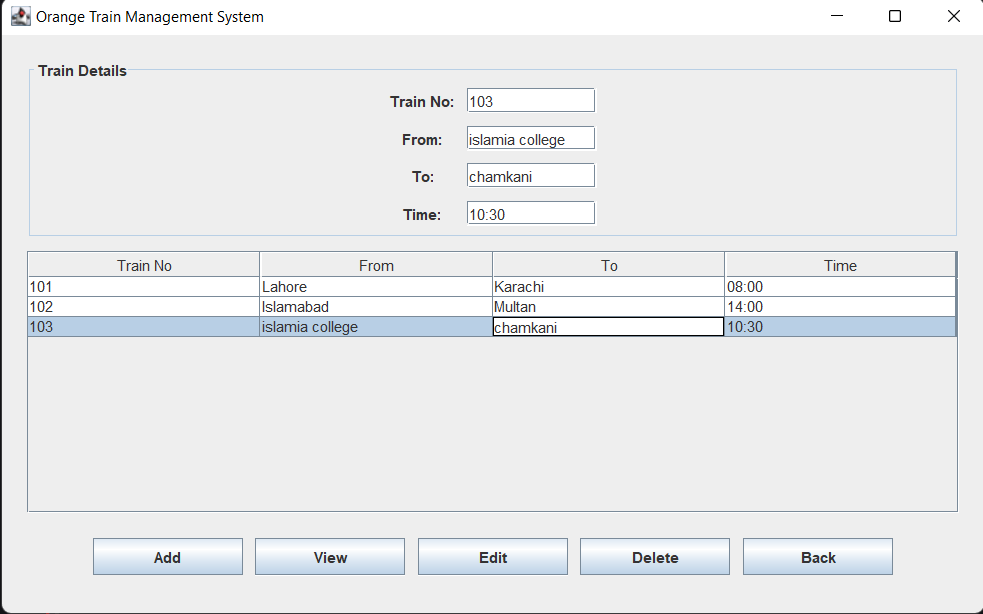 Orange Train Management System
Train Details
Train No: 103
From: islamia college
To: chamkani
Time: 10:30
Train No From To Time
101 Lahore Karachi 08:00
102 Islamabad Multan 14:00
103 islamia college chamkani 10:30
Add View Edit Delete Back